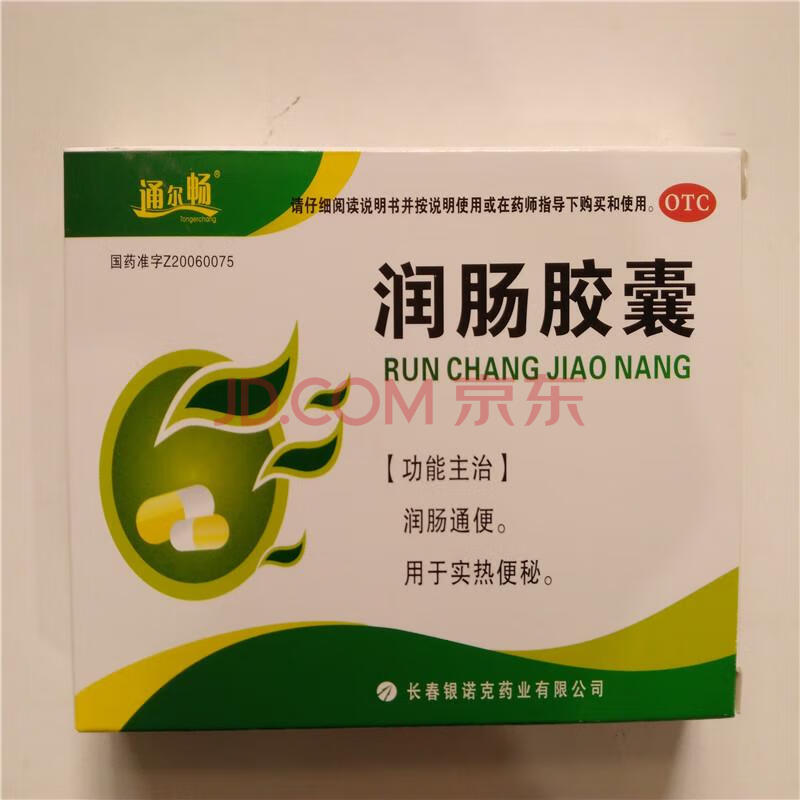 通尔畅®
Tongerchang
请仔细阅读说明书并按说明使用或在药师指导下购买和使用。
OTC
国药准字Z20060075
润肠胶囊
RUN CHANG JIAO NANG
JD.COM 京东
【功能主治】
润肠通便。
用于实热便秘。
长春银诺克药业有限公司